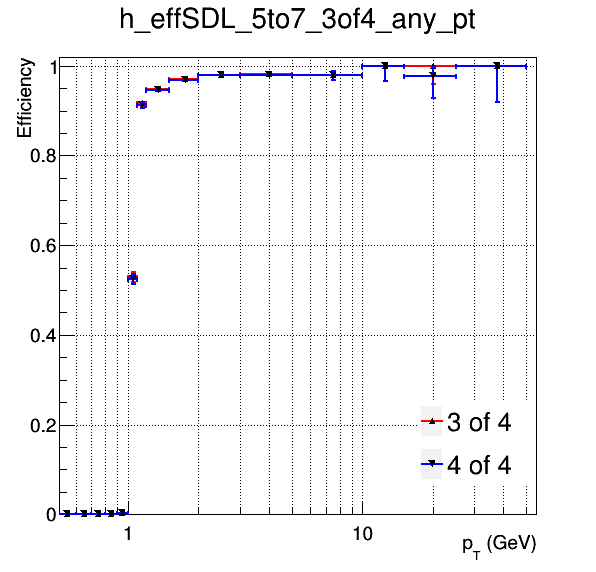 h_effSDL_5to7_3of4_any_pt
Efficiency
1
0.8
0.6
0.4
0.2
0
3 of 4
4 of 4
1
10
pT (GeV)